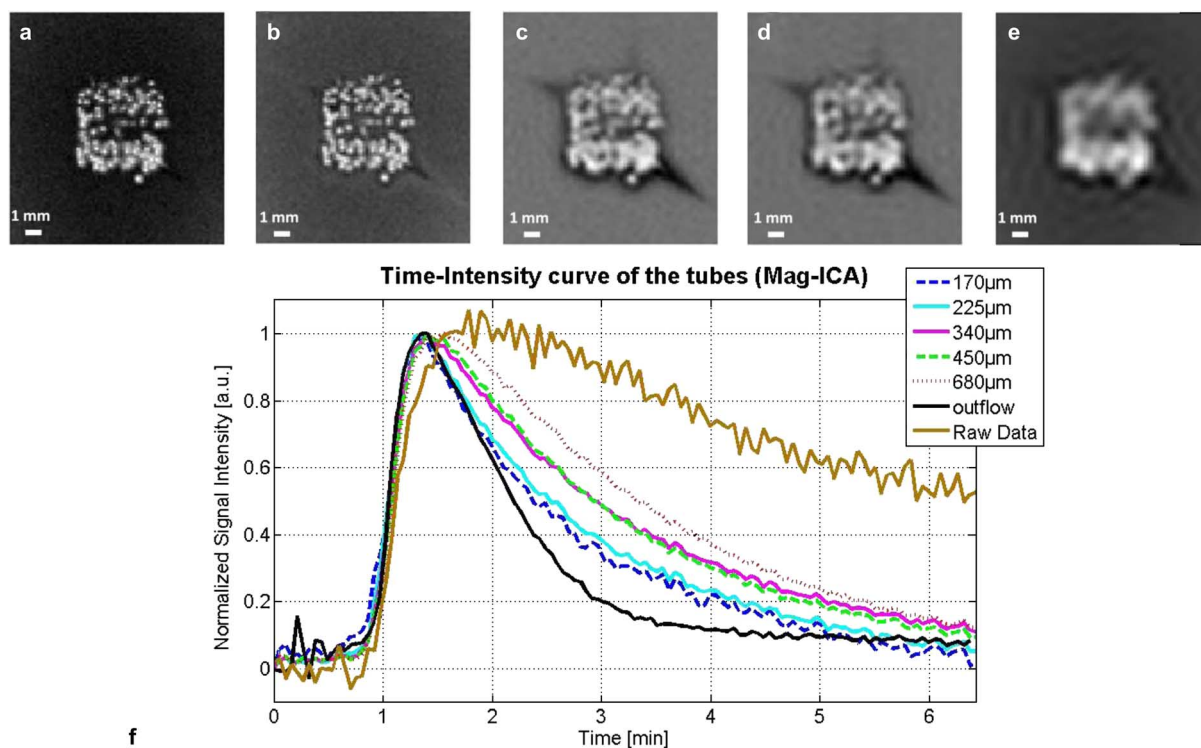 a
b
c
d
e
1 mm
1 mm
1 mm
1 mm
1 mm
Time-Intensity curve of the tubes (Mag-ICA)
170µm
225µm
340µm
450µm
680µm
outflow
Raw Data
Normalized Signal Intensity [a.u.]
1
0.8
0.6
0.4
0.2
0
0
1
2
3
4
5
6
Time [min]
f